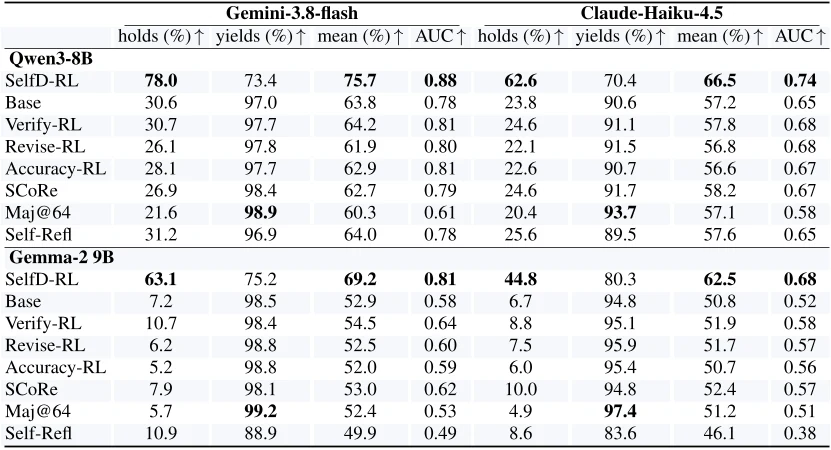 Gemini-3.8-flash Claude-Haiku-4.5
holds (%)↑ yields (%)↑ mean (%)↑ AUC↑ holds (%)↑ yields (%)↑ mean (%)↑ AUC↑
Qwen3-8B
SelfD-RL 78.0 73.4 75.7 0.88 62.6 70.4 66.5 0.74
Base 30.6 97.0 63.8 0.78 23.8 90.6 57.2 0.65
Verify-RL 30.7 97.7 64.2 0.81 24.6 91.1 57.8 0.68
Revise-RL 26.1 97.8 61.9 0.80 22.1 91.5 56.8 0.68
Accuracy-RL 28.1 97.7 62.9 0.81 22.6 90.7 56.6 0.67
SCoRe 26.9 98.4 62.7 0.79 24.6 91.7 58.2 0.67
Maj@64 21.6 98.9 60.3 0.61 20.4 93.7 57.1 0.58
Self-Refl 31.2 96.9 64.0 0.78 25.6 89.5 57.6 0.65
Gemma-2 9B
SelfD-RL 63.1 75.2 69.2 0.81 44.8 80.3 62.5 0.68
Base 7.2 98.5 52.9 0.58 6.7 94.8 50.8 0.52
Verify-RL 10.7 98.4 54.5 0.64 8.8 95.1 51.9 0.58
Revise-RL 6.2 98.8 52.5 0.60 7.5 95.9 51.7 0.57
Accuracy-RL 5.2 98.8 52.0 0.59 6.0 95.4 50.7 0.56
SCoRe 7.9 98.1 53.0 0.62 10.0 94.8 52.4 0.57
Maj@64 5.7 99.2 52.4 0.53 4.9 97.4 51.2 0.51
Self-Refl 10.9 88.9 49.9 0.49 8.6 83.6 46.1 0.38